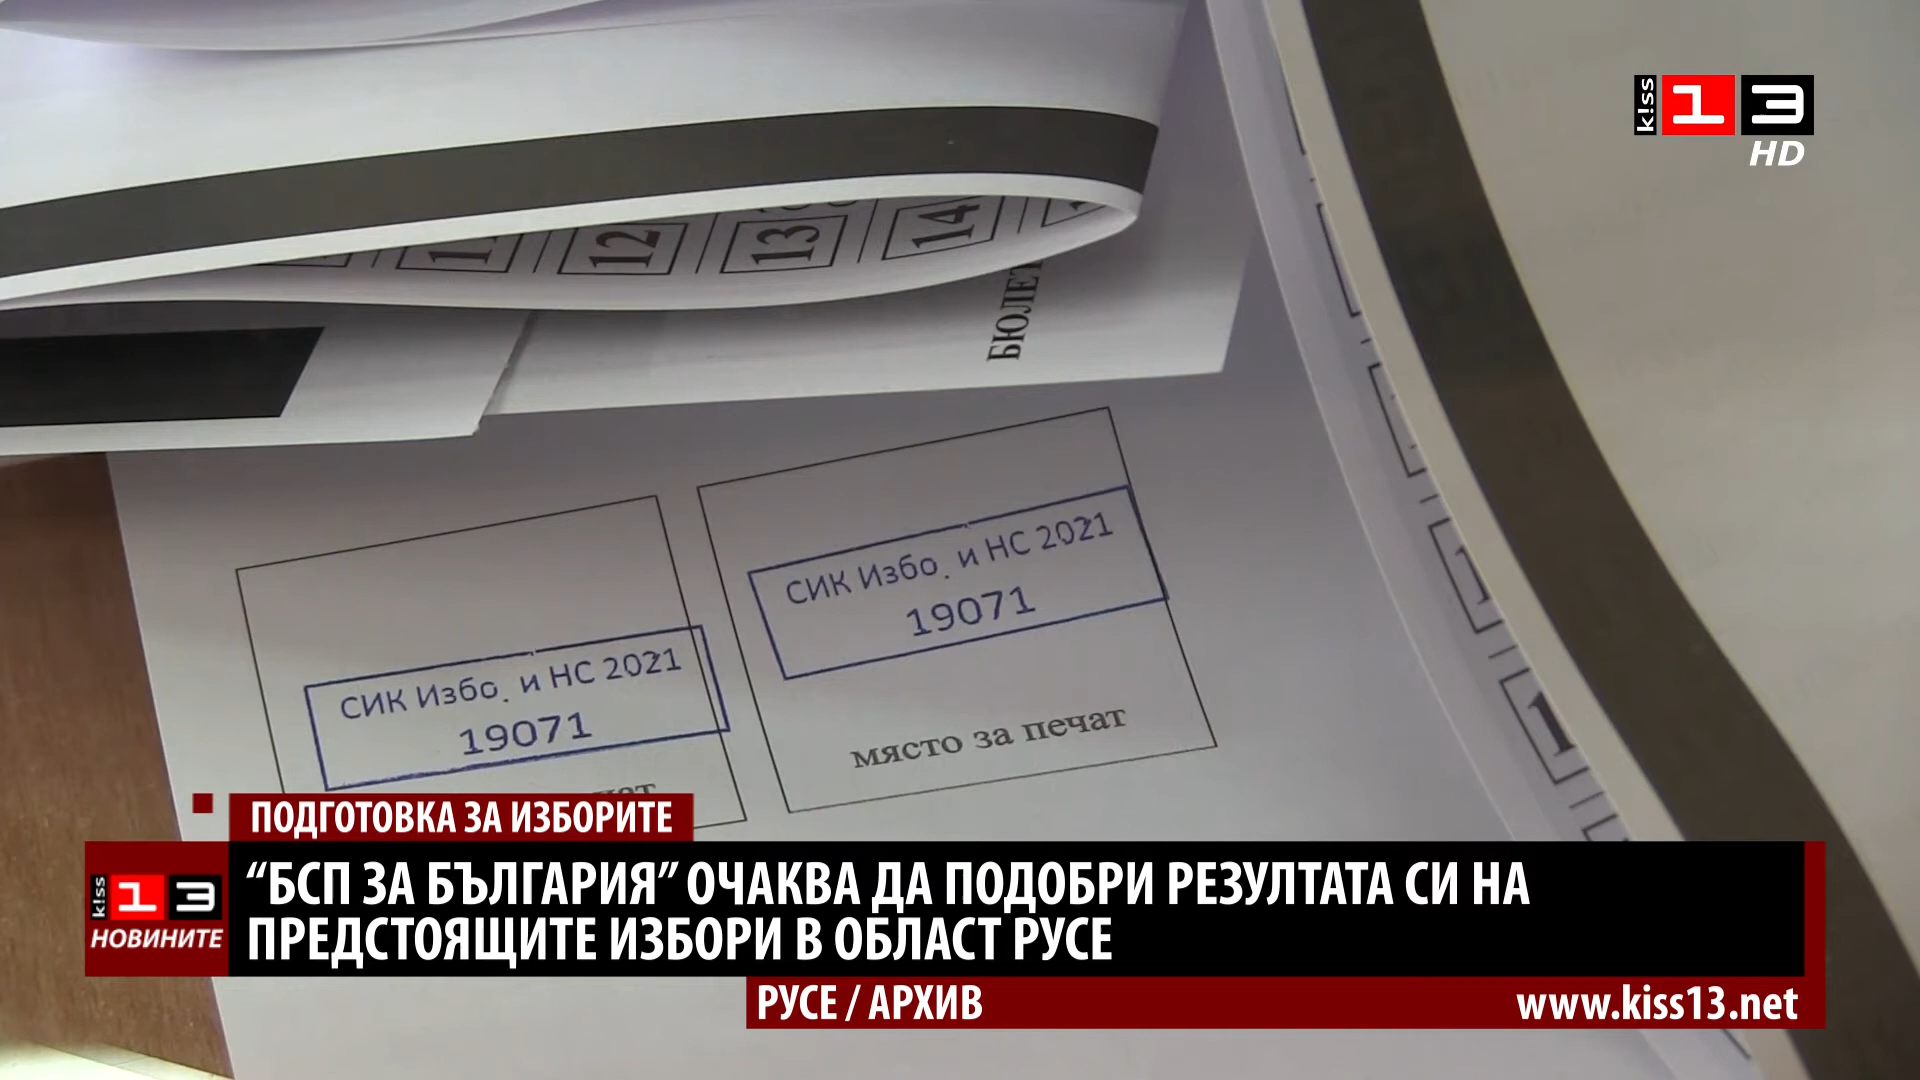 kiss 13
HD
12
13
14
СИК Избо. и НС 2021
19071
място за печат
СИК Избо. и НС 2021
19071
ПОДГОТОВКА ЗА ИЗБОРИТЕ
kiss 13
НОВИНИТЕ
“БСП ЗА БЪЛГАРИЯ” ОЧАКВА ДА ПОДОБРИ РЕЗУЛТАТА СИ НА
ПРЕДСТОЯЩИТЕ ИЗБОРИ В ОБЛАСТ РУСЕ
РУСЕ / АРХИВ
www.kiss13.net